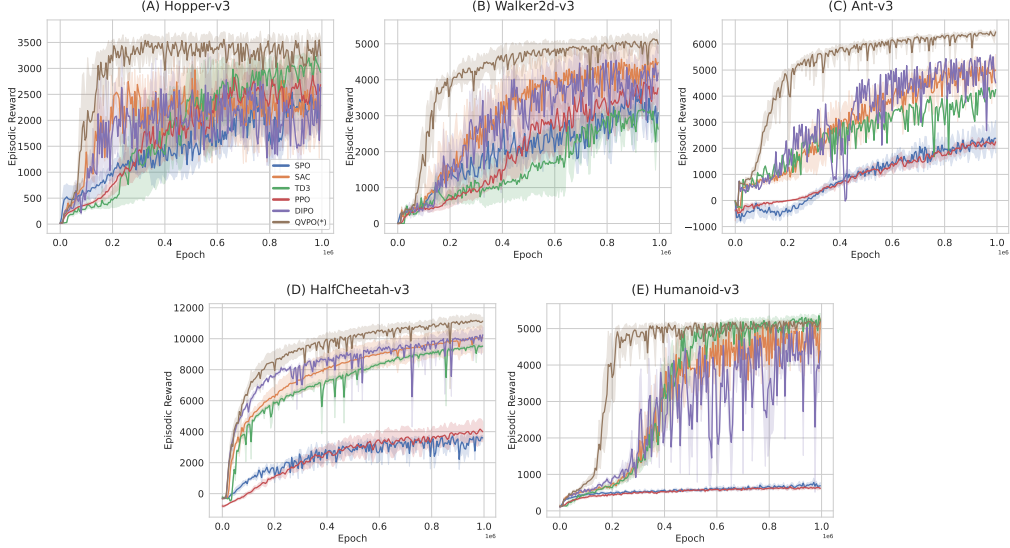 (A) Hopper-v3
Episodic Reward
3500
3000
2500
2000
1500
1000
500
0
0.0 0.2 0.4 0.6 0.8 1.0
1e6
Epoch
SPO
SAC
TD3
PPO
DIPO
QVPO(*)
(B) Walker2d-v3
Episodic Reward
5000
4000
3000
2000
1000
0
0.0 0.2 0.4 0.6 0.8 1.0
1e6
Epoch
(C) Ant-v3
Episodic Reward
6000
5000
4000
3000
2000
1000
0
−1000
0.0 0.2 0.4 0.6 0.8 1.0
1e6
Epoch
(D) HalfCheetah-v3
Episodic Reward
12000
10000
8000
6000
4000
2000
0
0.0 0.2 0.4 0.6 0.8 1.0
1e6
Epoch
(E) Humanoid-v3
Episodic Reward
5000
4000
3000
2000
1000
0
0.0 0.2 0.4 0.6 0.8 1.0
1e6
Epoch